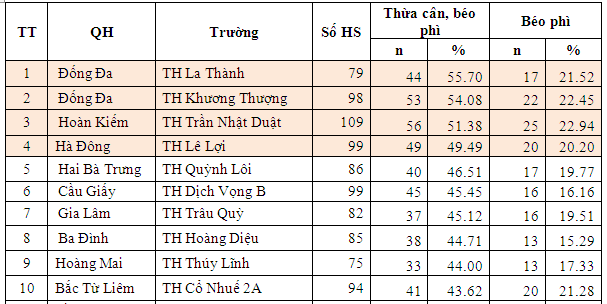 TT QH Trường Số HS Thừa cân, béo phì Béo phì
n % n %
1 Đống Đa TH La Thành 79 44 55.70 17 21.52
2 Đống Đa TH Khương Thượng 98 53 54.08 22 22.45
3 Hoàn Kiếm TH Trần Nhật Duật 109 56 51.38 25 22.94
4 Hà Đông TH Lê Lợi 99 49 49.49 20 20.20
5 Hai Bà Trưng TH Quỳnh Lôi 86 40 46.51 17 19.77
6 Cầu Giấy TH Dịch Vọng B 99 45 45.45 16 16.16
7 Gia Lâm TH Trâu Quỳ 82 37 45.12 16 19.51
8 Ba Đình TH Hoàng Diệu 85 38 44.71 13 15.29
9 Hoàng Mai TH Thúy Lĩnh 75 33 44.00 13 17.33
10 Bắc Từ Liêm TH Cổ Nhuế 2A 94 41 43.62 20 21.28